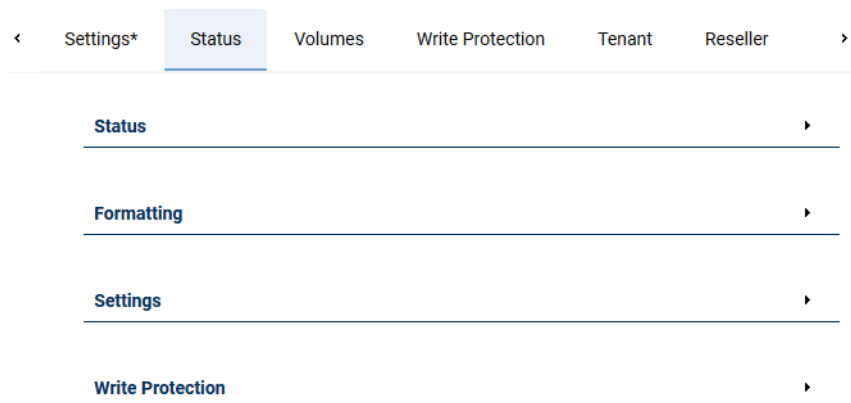 Settings* Status Volumes Write Protection Tenant Reseller
Status
Formatting
Settings
Write Protection